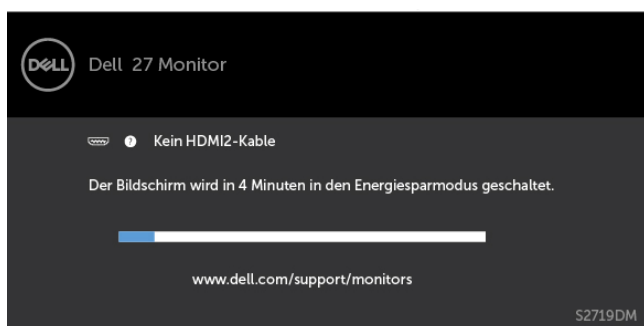 DELL
Dell 27 Monitor
? Kein HDMI2-Kable
Der Bildschirm wird in 4 Minuten in den Energiesparmodus geschaltet.
www.dell.com/support/monitors
S2719DM